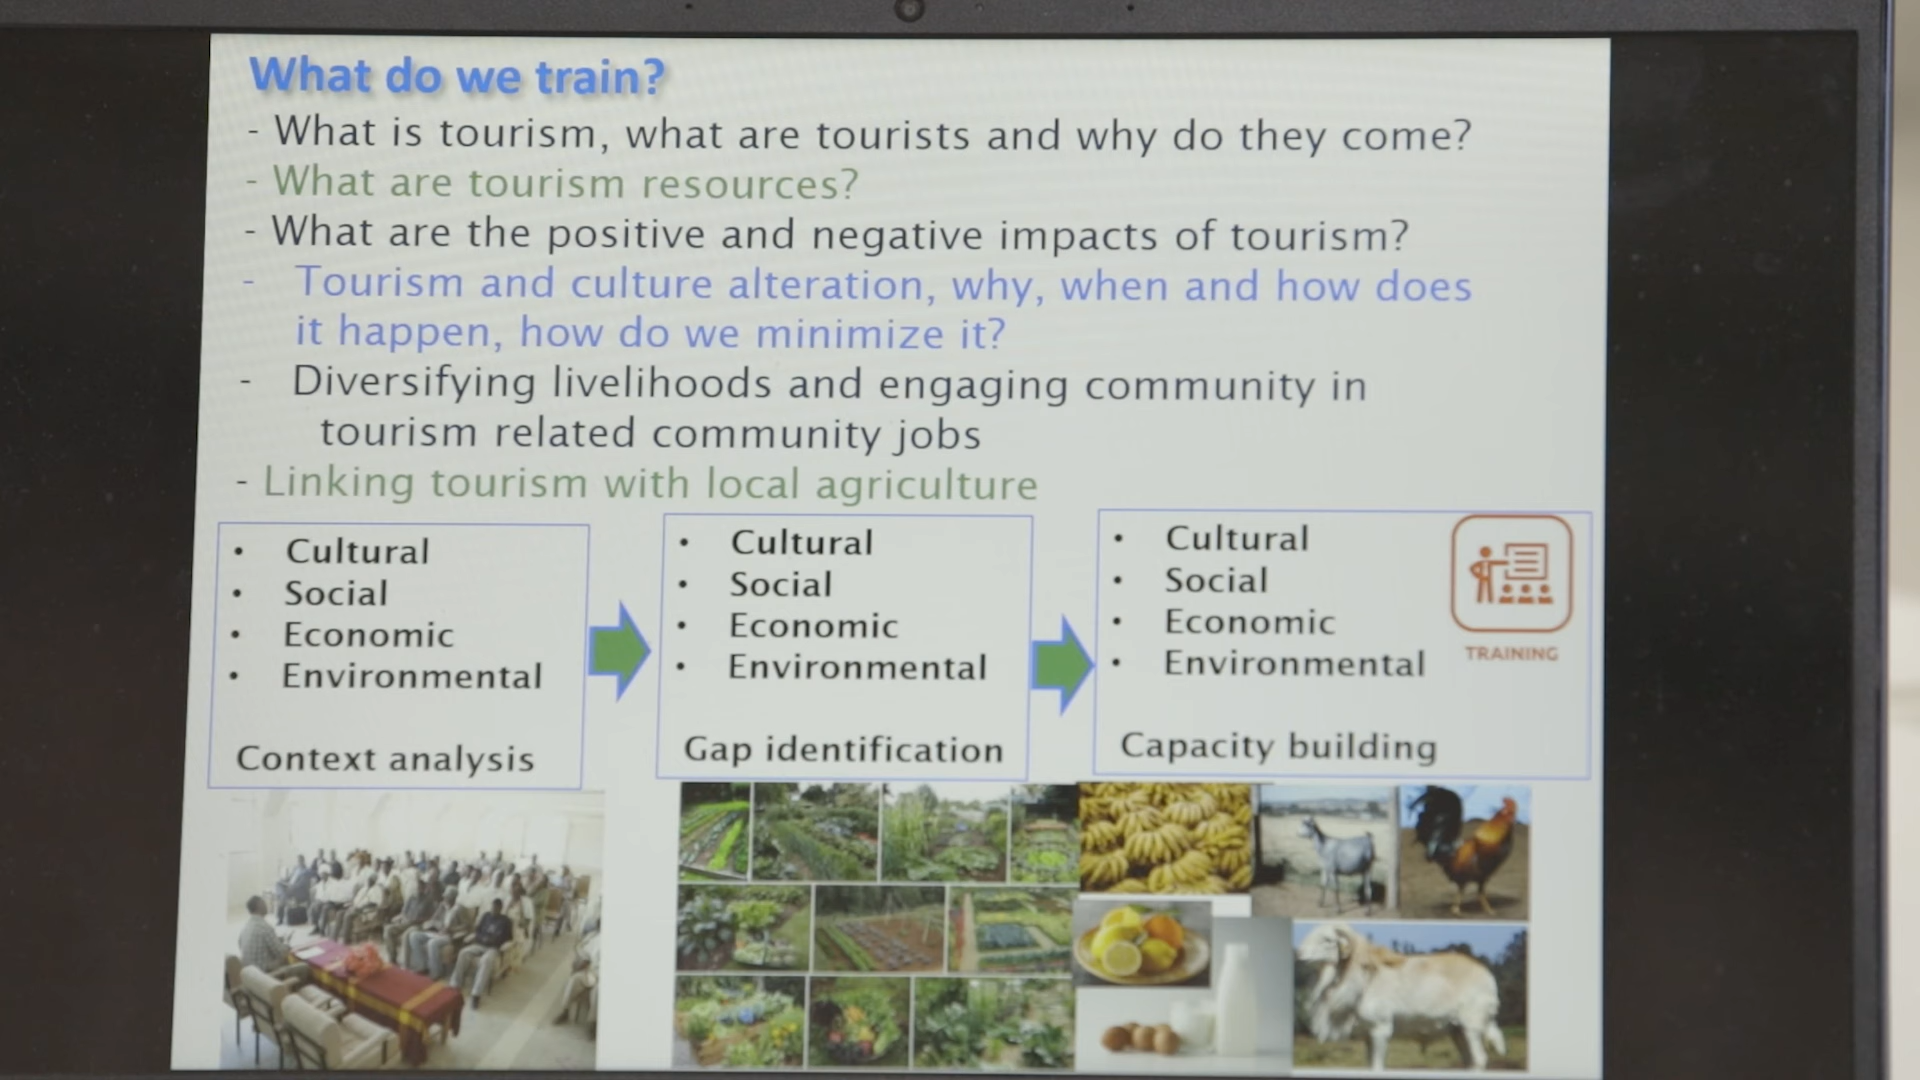 What do we train?
- What is tourism, what are tourists and why do they come?
- What are tourism resources?
- What are the positive and negative impacts of tourism?
- Tourism and culture alteration, why, when and how does
it happen, how do we minimize it?
- Diversifying livelihoods and engaging community in
tourism related community jobs
- Linking tourism with local agriculture
• Cultural
• Social
• Economic
• Environmental
Context analysis
• Cultural
• Social
• Economic
• Environmental
Gap identification
• Cultural
• Social
• Economic
• Environmental
Capacity building
TRAINING